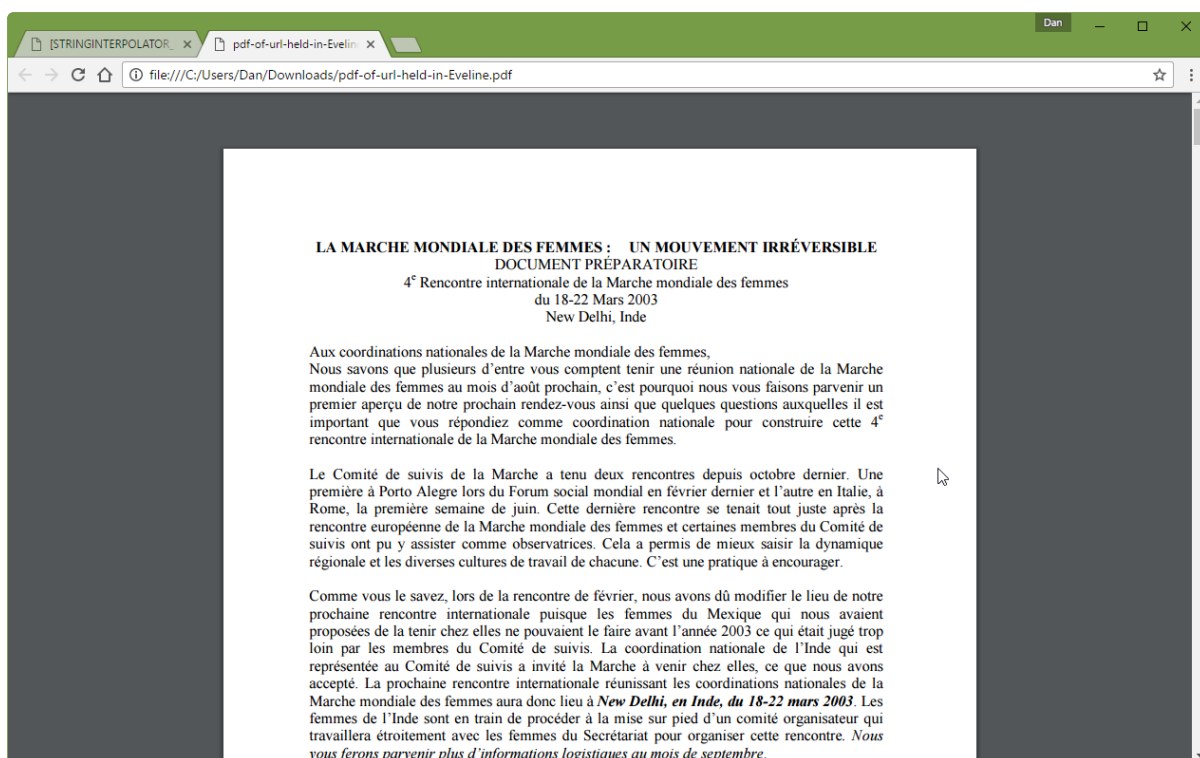 Dan
[STRINGINTERPOLATOR_
pdf-of-url-held-in-Evelin
file:///C:/Users/Dan/Downloads/pdf-of-url-held-in-Eveline.pdf
LA MARCHE MONDIALE DES FEMMES : UN MOUVEMENT IRRÉVERSIBLE
DOCUMENT PRÉPARATOIRE
4e Rencontre internationale de la Marche mondiale des femmes
du 18-22 Mars 2003
New Delhi, Inde
Aux coordinations nationales de la Marche mondiale des femmes,
Nous savons que plusieurs d’entre vous comptent tenir une réunion nationale de la Marche
mondiale des femmes au mois d’août prochain, c’est pourquoi nous vous faisons parvenir un
premier aperçu de notre prochain rendez-vous ainsi que quelques questions auxquelles il est
important que vous répondiez comme coordination nationale pour construire cette 4e
rencontre internationale de la Marche mondiale des femmes.
Le Comité de suivis de la Marche a tenu deux rencontres depuis octobre dernier. Une
première à Porto Alegre lors du Forum social mondial en février dernier et l’autre en Italie, à
Rome, la première semaine de juin. Cette dernière rencontre se tenait tout juste après la
rencontre européenne de la Marche mondiale des femmes et certaines membres du Comité de
suivis ont pu y assister comme observatrices. Cela a permis de mieux saisir la dynamique
régionale et les diverses cultures de travail de chacune. C’est une pratique à encourager.
Comme vous le savez, lors de la rencontre de février, nous avons dû modifier le lieu de notre
prochaine rencontre internationale puisque les femmes du Mexique qui nous avaient
proposées de la tenir chez elles ne pouvaient le faire avant l’année 2003 ce qui était jugé trop
loin par les membres du Comité de suivis. La coordination nationale de l’Inde qui est
représentée au Comité de suivis a invité la Marche à venir chez elles, ce que nous avons
accepté. La prochaine rencontre internationale réunissant les coordinations nationales de la
Marche mondiale des femmes aura donc lieu à New Delhi, en Inde, du 18-22 mars 2003. Les
femmes de l’Inde sont en train de procéder à la mise sur pied d’un comité organisateur qui
travaillera étroitement avec les femmes du Secrétariat pour organiser cette rencontre. Nous
vous ferons parvenir plus d’informations logistiques au mois de septembre.